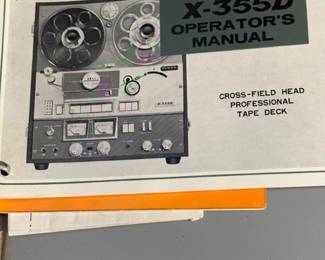 X-355D
OPERATOR'S
MANUAL
CROSS-FIELD HEAD
PROFESSIONAL
TAPE DECK